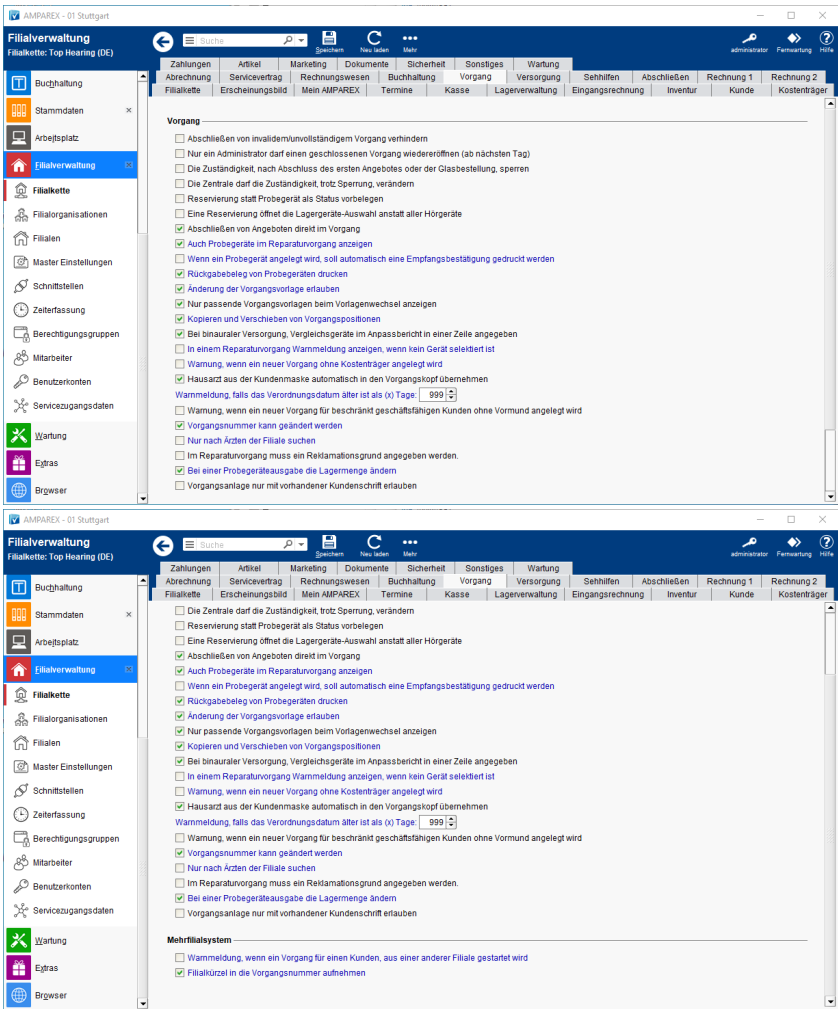 AMPAREX - 01 Stuttgart
Filialverwaltung
Filialkette: Top Hearing (DE)
Suche
Speichern
Neu laden
Mehr
administrator
Fernwartung
Hilfe
Zahlungen Artikel Marketing Dokumente Sicherheit Sonstiges Wartung
Abrechnung Servicevertrag Rechnungswesen Buchhaltung Vorgang Versorgung Sehhilfen Abschließen Rechnung 1 Rechnung 2
Filialkette Erscheinungsbild Mein AMPAREX Termine Kasse Lagerverwaltung Eingangsrechnung Inventur Kunde Kostenträger
Buchhaltung
Stammdaten
Arbeitsplatz
Filialverwaltung
Filialkette
Filialorganisationen
Filialen
Master Einstellungen
Schnittstellen
Zeiterfassung
Berechtigungsgruppen
Mitarbeiter
Benutzerkonten
Servicezugangsdaten
Wartung
Extras
Browser
Vorgang
Abschließen von invalidem/unvollständigem Vorgang verhindern
Nur ein Administrator darf einen geschlossenen Vorgang wiedereröffnen (ab nächsten Tag)
Die Zuständigkeit, nach Abschluss des ersten Angebotes oder der Glasbestellung, sperren
Die Zentrale darf die Zuständigkeit, trotz Sperrung, verändern
Reservierung statt Probegerät als Status vorbelegen
Eine Reservierung öffnet die Lagergeräte-Auswahl anstatt aller Hörgeräte
Abschließen von Angeboten direkt im Vorgang
Auch Probegeräte im Reparaturvorgang anzeigen
Wenn ein Probegerät angelegt wird, soll automatisch eine Empfangsbestätigung gedruckt werden
Rückgabebeleg von Probegeräten drucken
Änderung der Vorgangsvorlage erlauben
Nur passende Vorgangsvorlagen beim Vorlagenwechsel anzeigen
Kopieren und Verschieben von Vorgangspositionen
Bei binauraler Versorgung, Vergleichsgeräte im Anpassbericht in einer Zeile angegeben
In einem Reparaturvorgang Warnmeldung anzeigen, wenn kein Gerät selektiert ist
Warnung, wenn ein neuer Vorgang ohne Kostenträger angelegt wird
Hausarzt aus der Kundenmaske automatisch in den Vorgangskopf übernehmen
Warnmeldung, falls das Verordnungsdatum älter ist als (x) Tage: 999
Warnung, wenn ein neuer Vorgang für beschränkt geschäftsfähigen Kunden ohne Vormund angelegt wird
Vorgangsnummer kann geändert werden
Nur nach Ärzten der Filiale suchen
Im Reparaturvorgang muss ein Reklamationsgrund angegeben werden.
Bei einer Probegeräteausgabe die Lagermenge ändern
Vorgangsanlage nur mit vorhandener Kundenschrift erlauben
AMPAREX - 01 Stuttgart
Filialverwaltung
Filialkette: Top Hearing (DE)
Suche
Speichern
Neu laden
Mehr
administrator
Fernwartung
Hilfe
Zahlungen Artikel Marketing Dokumente Sicherheit Sonstiges Wartung
Abrechnung Servicevertrag Rechnungswesen Buchhaltung Vorgang Versorgung Sehhilfen Abschließen Rechnung 1 Rechnung 2
Filialkette Erscheinungsbild Mein AMPAREX Termine Kasse Lagerverwaltung Eingangsrechnung Inventur Kunde Kostenträger
Buchhaltung
Stammdaten
Arbeitsplatz
Filialverwaltung
Filialkette
Filialorganisationen
Filialen
Master Einstellungen
Schnittstellen
Zeiterfassung
Berechtigungsgruppen
Mitarbeiter
Benutzerkonten
Servicezugangsdaten
Wartung
Extras
Browser
Die Zentrale darf die Zuständigkeit, trotz Sperrung, verändern
Reservierung statt Probegerät als Status vorbelegen
Eine Reservierung öffnet die Lagergeräte-Auswahl anstatt aller Hörgeräte
Abschließen von Angeboten direkt im Vorgang
Auch Probegeräte im Reparaturvorgang anzeigen
Wenn ein Probegerät angelegt wird, soll automatisch eine Empfangsbestätigung gedruckt werden
Rückgabebeleg von Probegeräten drucken
Änderung der Vorgangsvorlage erlauben
Nur passende Vorgangsvorlagen beim Vorlagenwechsel anzeigen
Kopieren und Verschieben von Vorgangspositionen
Bei binauraler Versorgung, Vergleichsgeräte im Anpassbericht in einer Zeile angegeben
In einem Reparaturvorgang Warnmeldung anzeigen, wenn kein Gerät selektiert ist
Warnung, wenn ein neuer Vorgang ohne Kostenträger angelegt wird
Hausarzt aus der Kundenmaske automatisch in den Vorgangskopf übernehmen
Warnmeldung, falls das Verordnungsdatum älter ist als (x) Tage: 999
Warnung, wenn ein neuer Vorgang für beschränkt geschäftsfähigen Kunden ohne Vormund angelegt wird
Vorgangsnummer kann geändert werden
Nur nach Ärzten der Filiale suchen
Im Reparaturvorgang muss ein Reklamationsgrund angegeben werden.
Bei einer Probegeräteausgabe die Lagermenge ändern
Vorgangsanlage nur mit vorhandener Kundenschrift erlauben
Mehrfilialsystem
Warnmeldung, wenn ein Vorgang für einen Kunden, aus einer anderer Filiale gestartet wird
Filialkürzel in die Vorgangsnummer aufnehmen